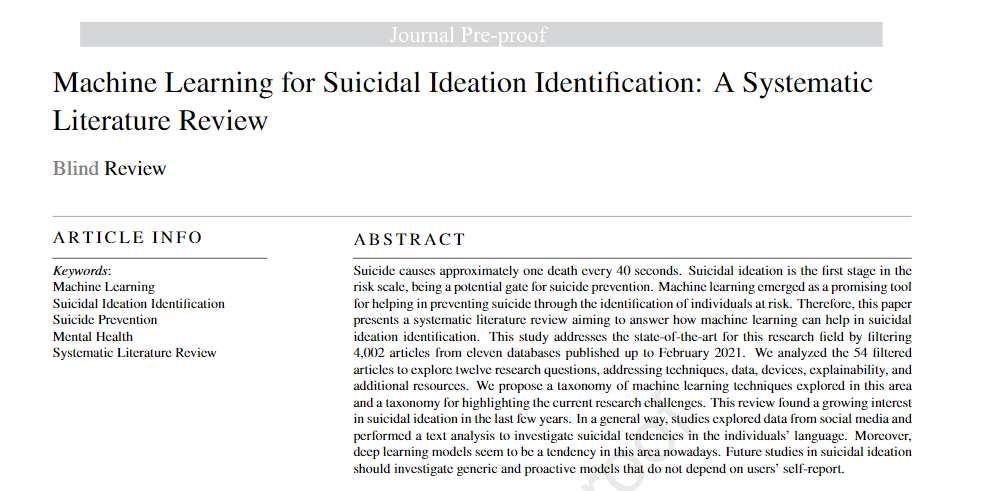 Journal Pre-proof
Machine Learning for Suicidal Ideation Identification: A Systematic
Literature Review
Blind Review
ARTICLE INFO
Keywords:
Machine Learning
Suicidal Ideation Identification
Suicide Prevention
Mental Health
Systematic Literature Review
ABSTRACT
Suicide causes approximately one death every 40 seconds. Suicidal ideation is the first stage in the
risk scale, being a potential gate for suicide prevention. Machine learning emerged as a promising tool
for helping in preventing suicide through the identification of individuals at risk. Therefore, this paper
presents a systematic literature review aiming to answer how machine learning can help in suicidal
ideation identification. This study addresses the state-of-the-art for this research field by filtering
4,002 articles from eleven databases published up to February 2021. We analyzed the 54 filtered
articles to explore twelve research questions, addressing techniques, data, devices, explainability, and
additional resources. We propose a taxonomy of machine learning techniques explored in this area
and a taxonomy for highlighting the current research challenges. This review found a growing interest
in suicidal ideation in the last few years. In a general way, studies explored data from social media and
performed a text analysis to investigate suicidal tendencies in the individuals' language. Moreover,
deep learning models seem to be a tendency in this area nowadays. Future studies in suicidal ideation
should investigate generic and proactive models that do not depend on users' self-report.